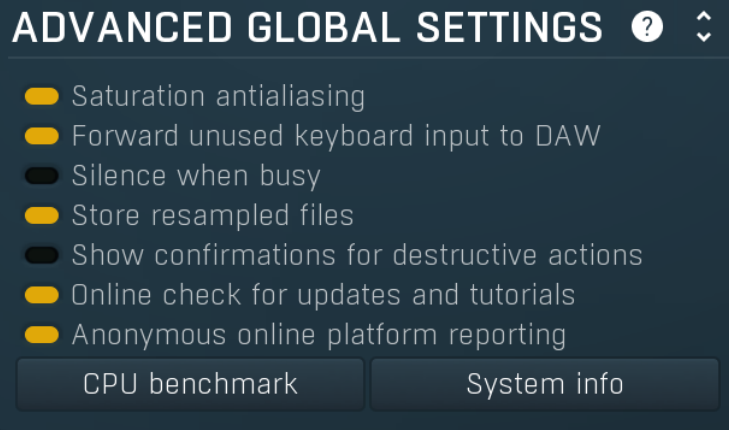 ADVANCED GLOBAL SETTINGS ?
Saturation antialiasing
Forward unused keyboard input to DAW
Silence when busy
Store resampled files
Show confirmations for destructive actions
Online check for updates and tutorials
Anonymous online platform reporting
CPU benchmark System info